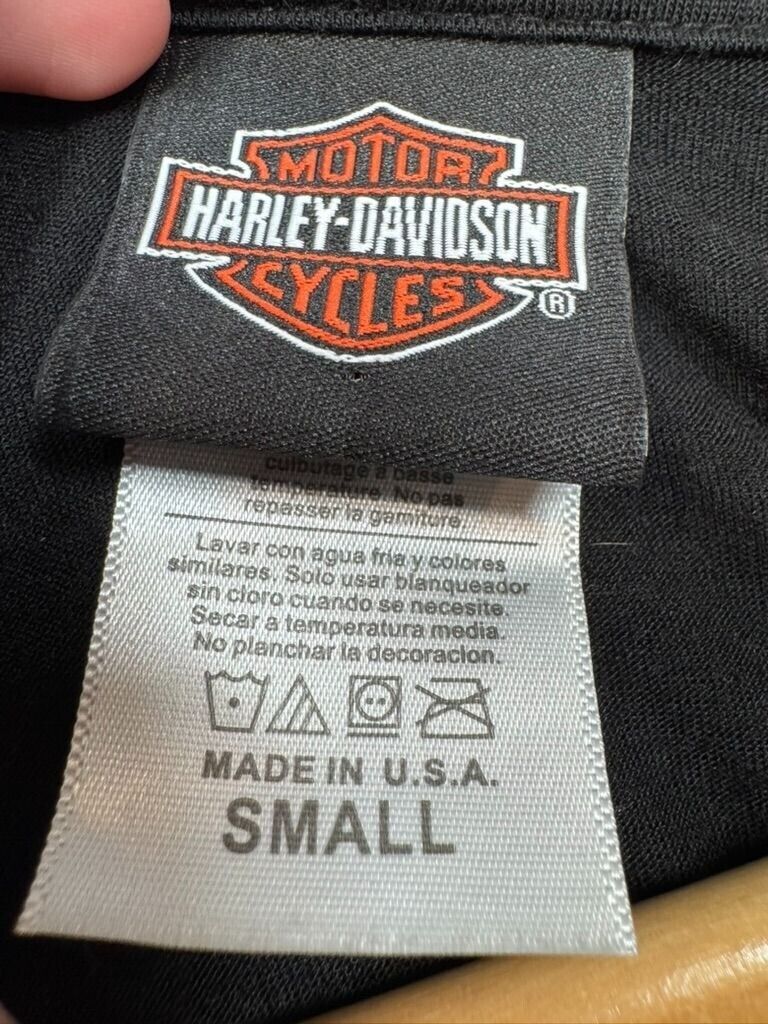 MOTOR
HARLEY-DAVIDSON
CYCLES
®
culbutage a basse
temperature. No pas
repasser la garniture.
Lavar con agua fria y colores
similares. Solo usar blanqueador
sin cloro cuando se necesite.
Secar a temperatura media.
No planchar la decoracion.
MADE IN U.S.A.
SMALL